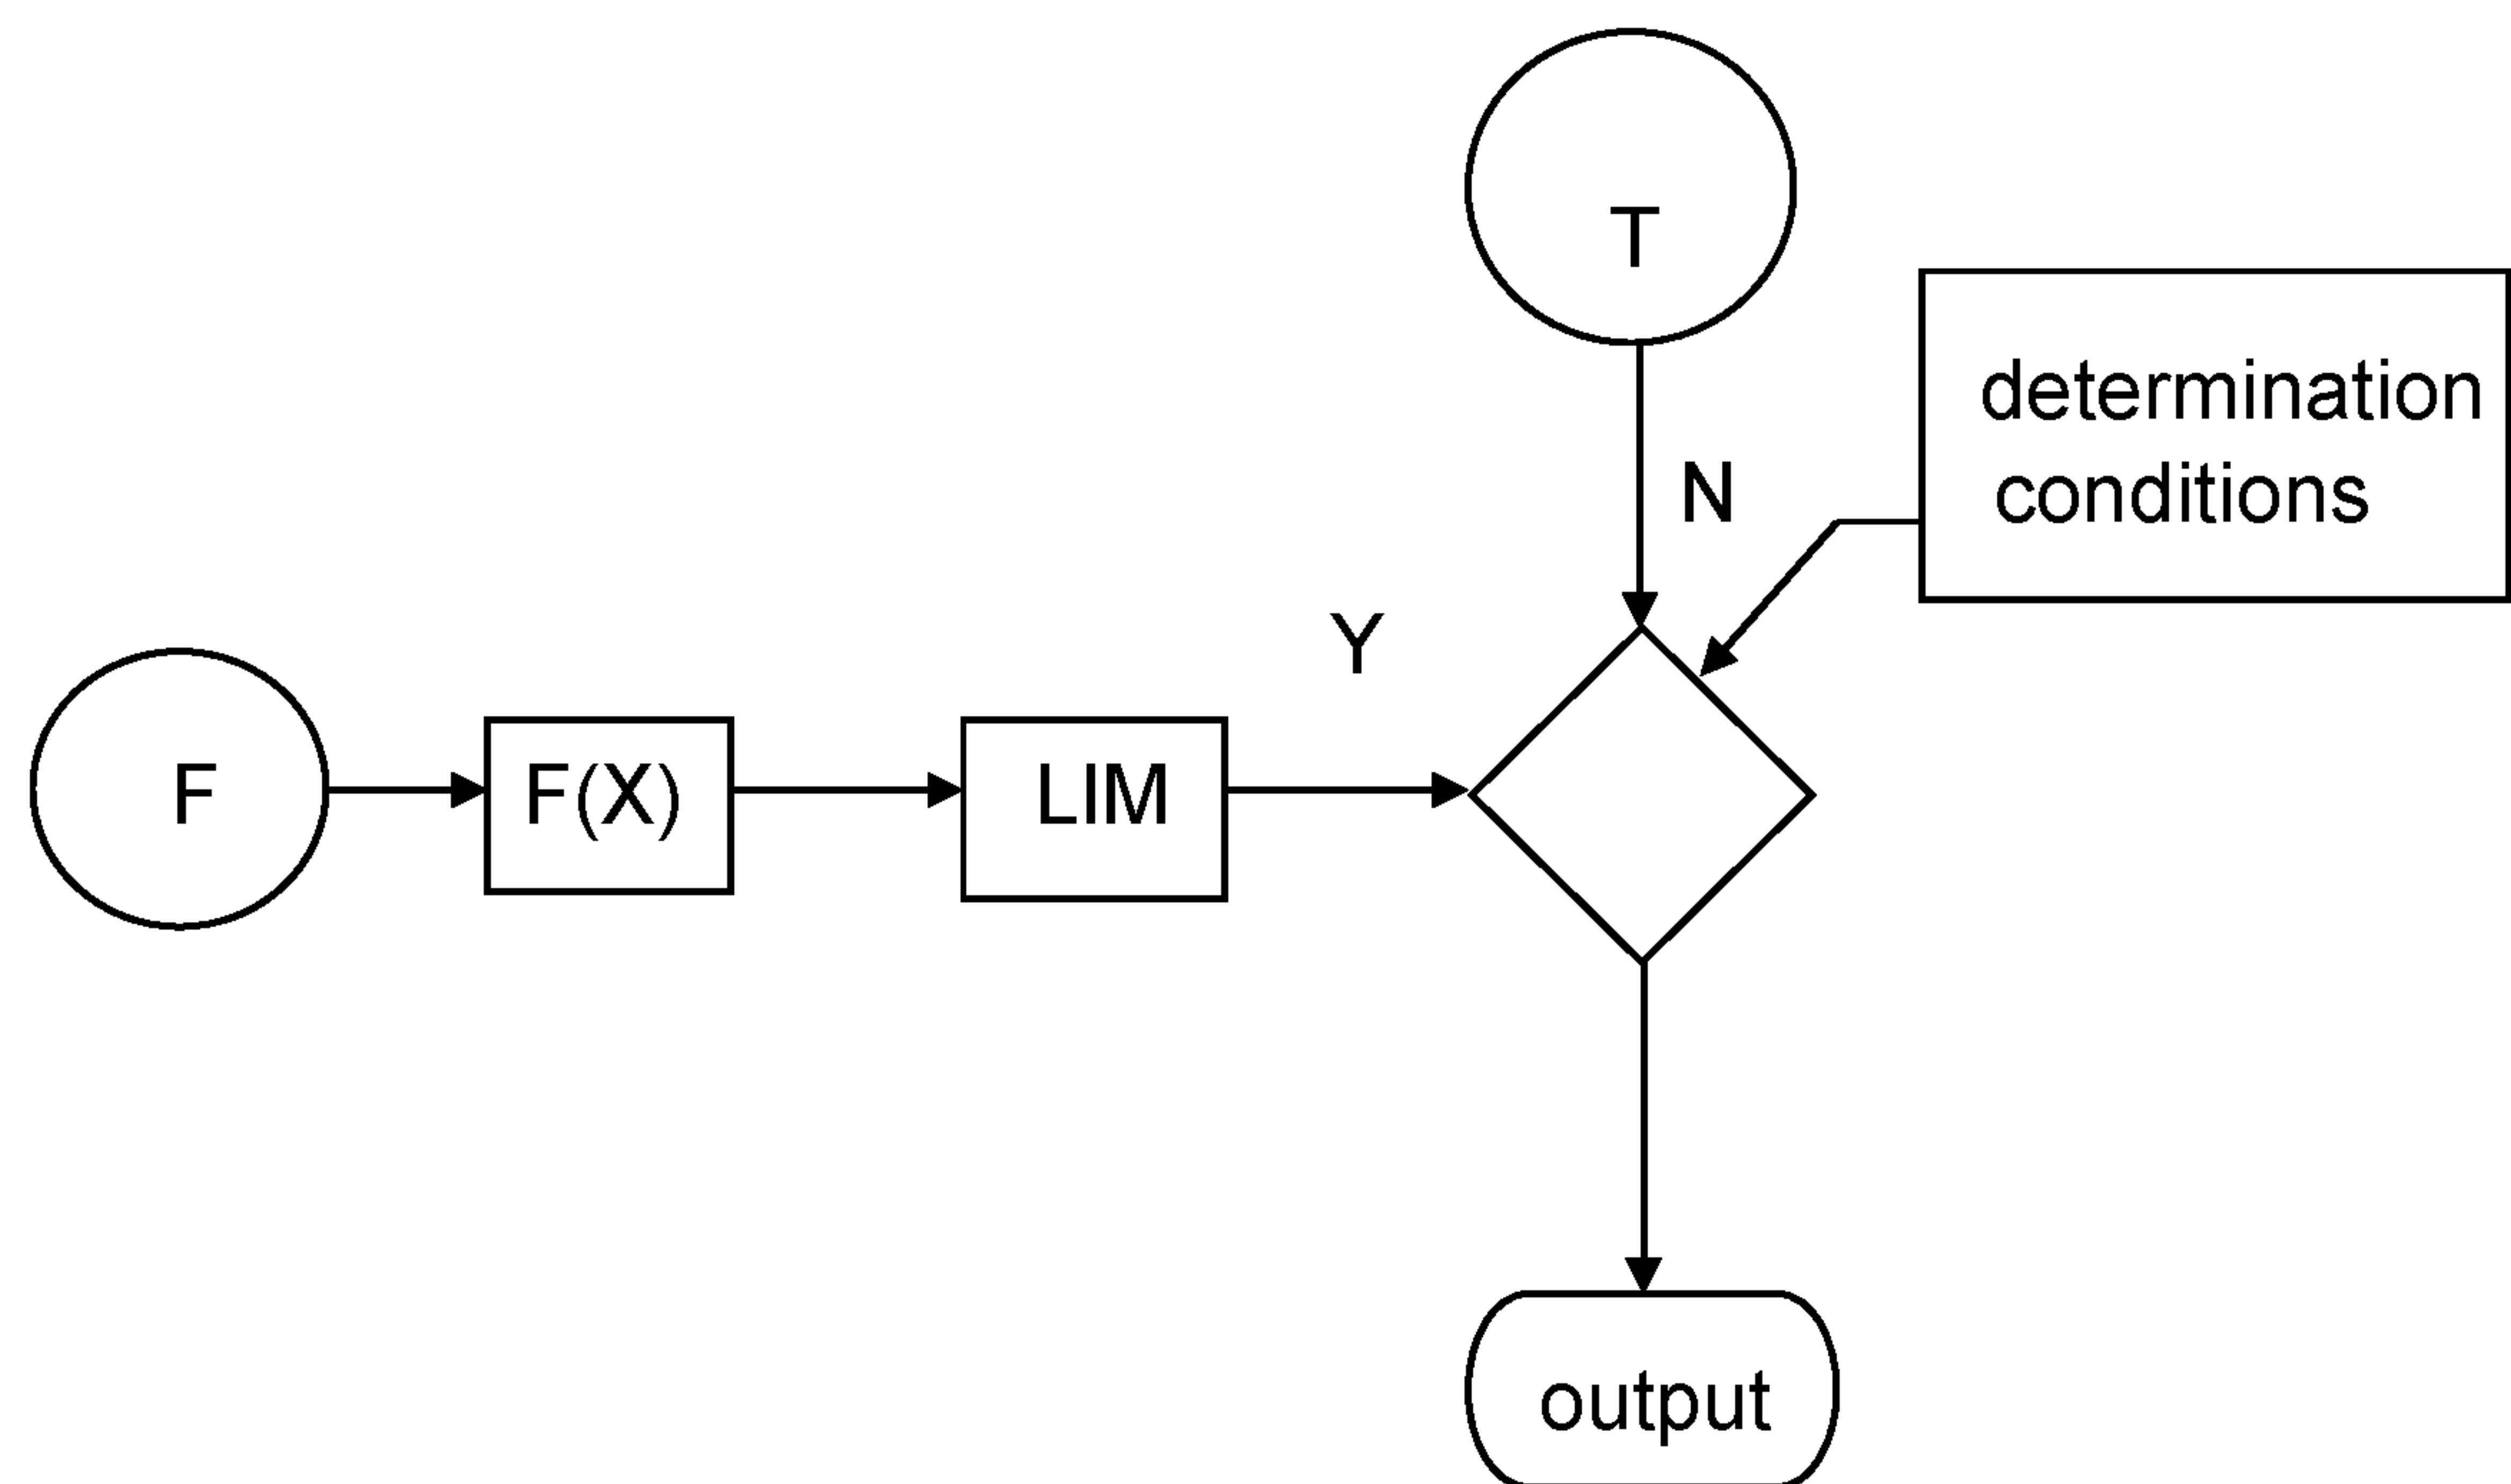 T
determination
conditions
N
Y
F
F(X)
LIM
output